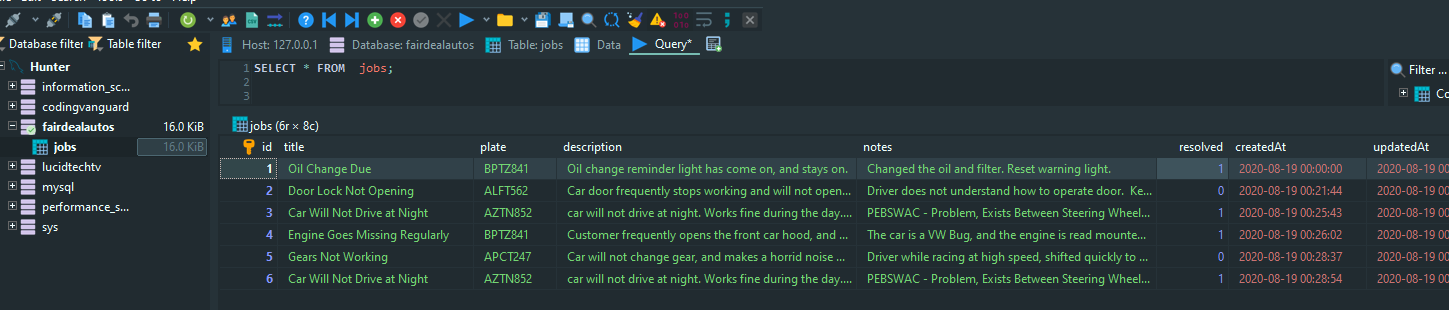 Database filter Table filter
Host: 127.0.0.1 Database: fairdealautos Table: jobs Data Query*
Hunter
information_sc...
codingvanguard
fairdealautos 16.0 KiB
jobs 16.0 KiB
lucidtechtv
mysql
performance_s...
sys
1 SELECT * FROM jobs;
2
3
Filter ...
Co
jobs (6r × 8c)
id title plate description notes resolved createdAt updatedAt
1 Oil Change Due BPTZ841 Oil change reminder light has come on, and stays on. Changed the oil and filter. Reset warning light. 1 2020-08-19 00:00:00 2020-08-19 00
2 Door Lock Not Opening ALFT562 Car door frequently stops working and will not open... Driver does not understand how to operate door. Ke... 0 2020-08-19 00:21:44 2020-08-19 00
3 Car Will Not Drive at Night AZTN852 car will not drive at night. Works fine during the day.... PEBSWAC - Problem, Exists Between Steering Wheel... 1 2020-08-19 00:25:43 2020-08-19 00
4 Engine Goes Missing Regularly BPTZ841 Customer frequently opens the front car hood, and ... The car is a VW Bug, and the engine is read mounte... 1 2020-08-19 00:26:02 2020-08-19 00
5 Gears Not Working APCT247 Car will not change gear, and makes a horrid noise ... Driver while racing at high speed, shifted quickly to ... 0 2020-08-19 00:28:37 2020-08-19 00
6 Car Will Not Drive at Night AZTN852 car will not drive at night. Works fine during the day.... PEBSWAC - Problem, Exists Between Steering Wheel... 1 2020-08-19 00:28:54 2020-08-19 00